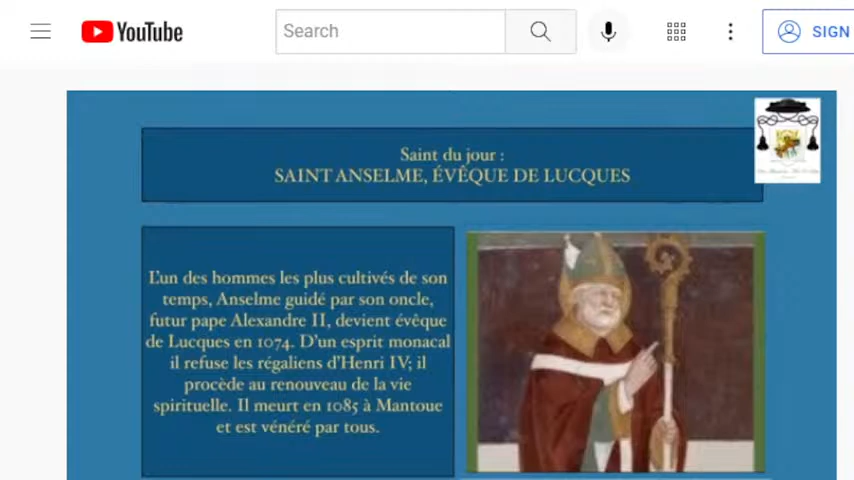 YouTube
Search
SIGN
Saint du jour :
SAINT ANSELME, ÉVÊQUE DE LUCQUES
L'un des hommes les plus cultivés de son
temps, Anselme guidé par son oncle,
futur pape Alexandre II, devient évêque
de Lucques en 1074. D'un esprit monacal
il refuse les régaliens d'Henri IV; il
procède au renouveau de la vie
spirituelle. Il meurt en 1085 à Mantoue
et est vénéré par tous.